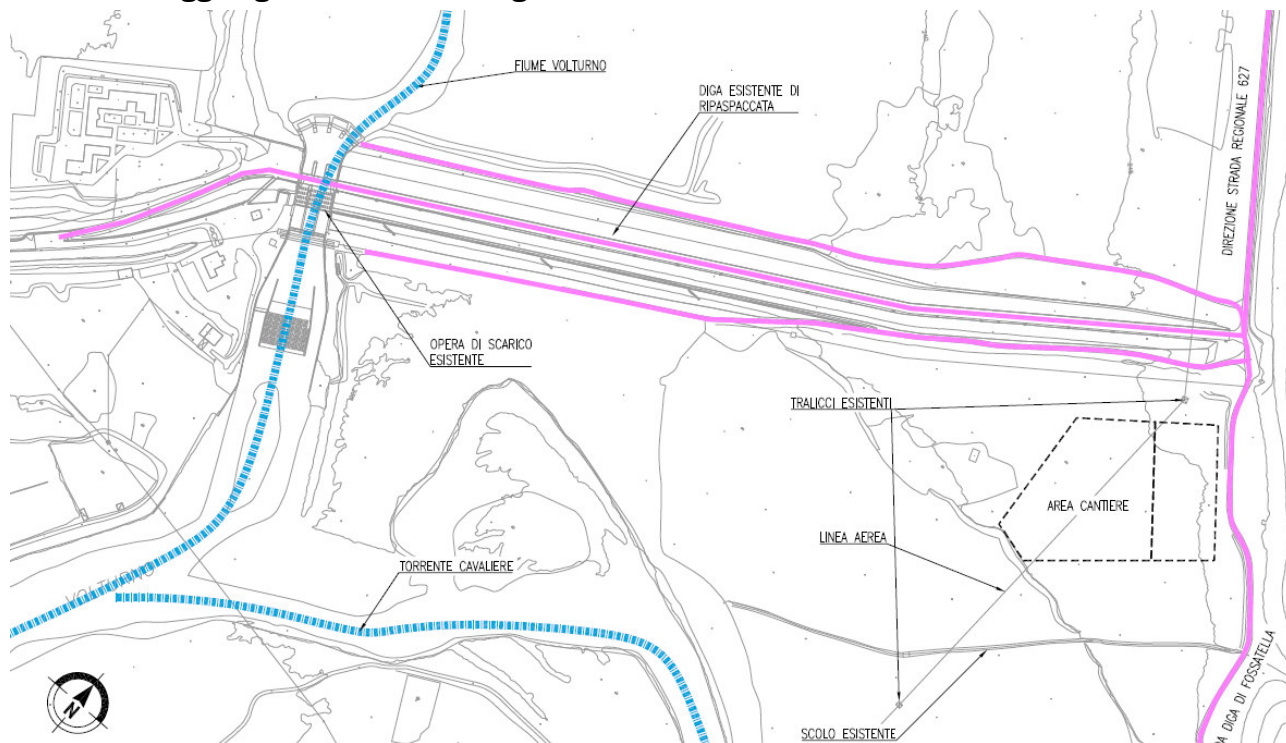 FIUME VOLTURNO
DIGA ESISTENTE DI
RIPASPACCATA
DIREZIONE STRADA REGIONALE 627
OPERA DI SCARICO
ESISTENTE
TRALICCI ESISTENTI
AREA CANTIERE
LINEA AEREA
TORRENTE CAVALIERE
VOLTURNO
SCOLO ESISTENTE
DIGA DI FOSSATELLA
N